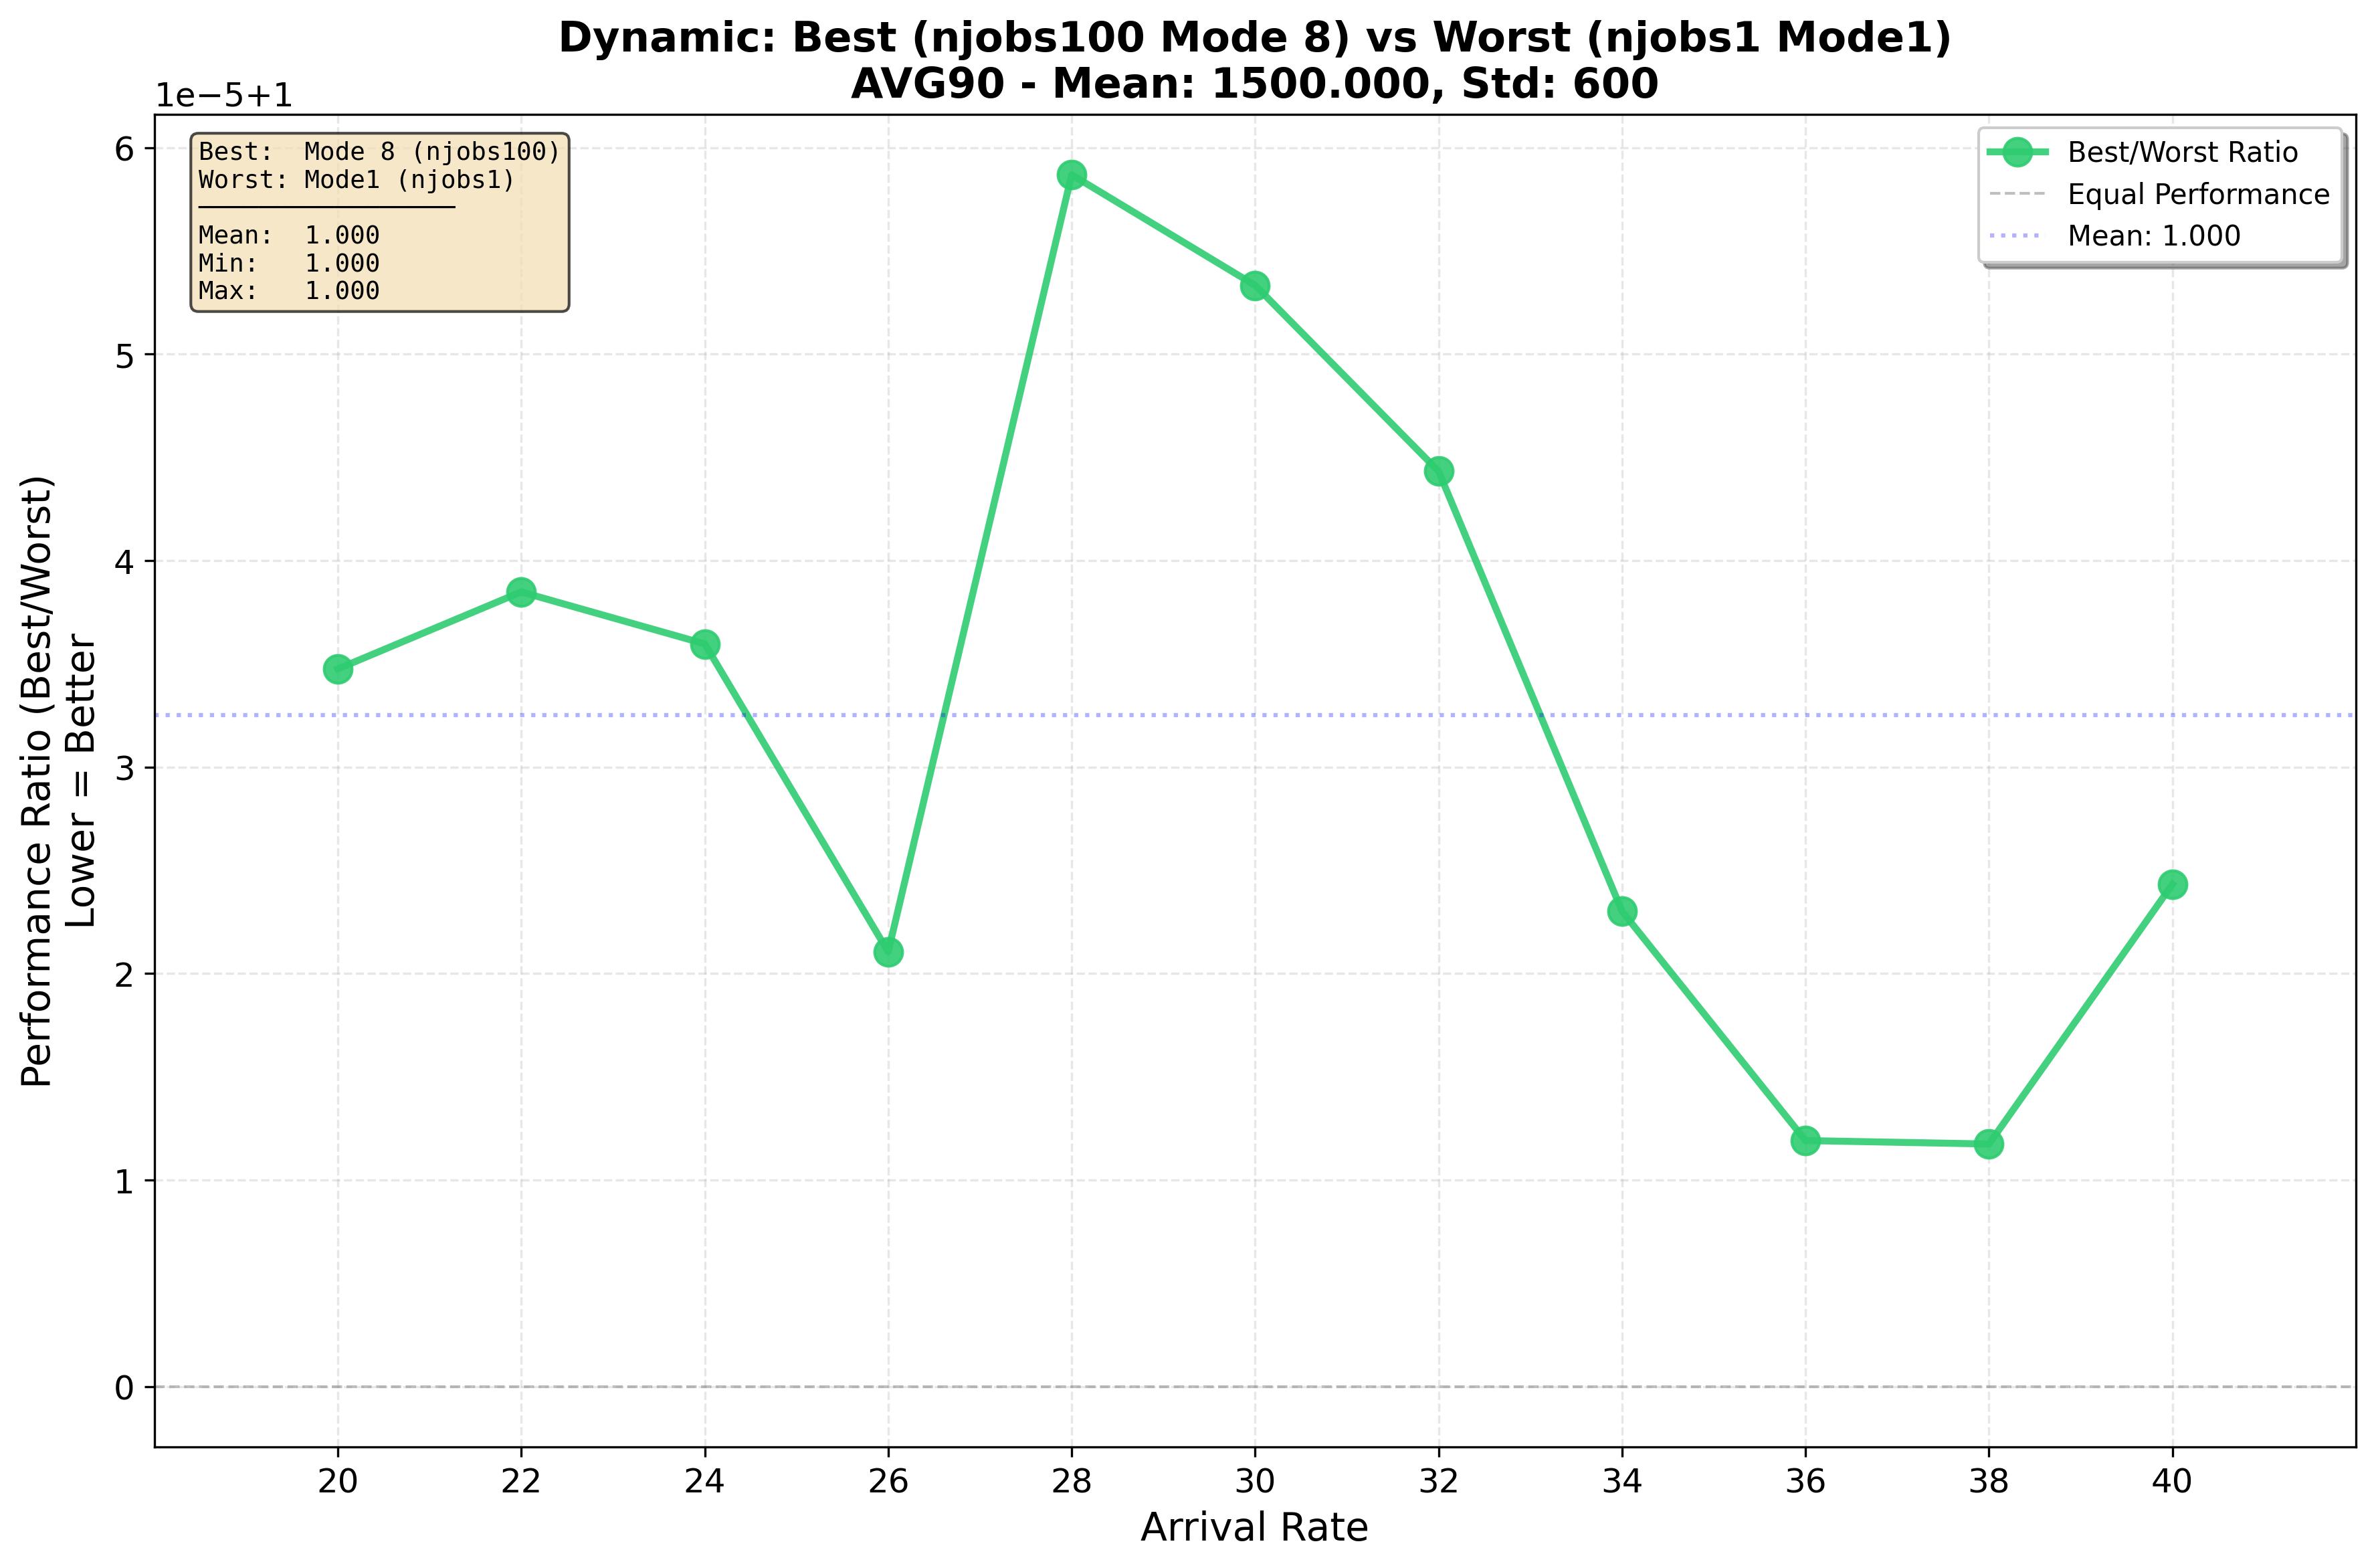 Dynamic: Best (njobs100 Mode 8) vs Worst (njobs1 Mode1)
AVG90 - Mean: 1500.000, Std: 600
1e−5+1
Best:  Mode 8 (njobs100)
Worst: Mode1 (njobs1)
Mean:  1.000
Min:   1.000
Max:   1.000
Best/Worst Ratio
Equal Performance
Mean: 1.000
Performance Ratio (Best/Worst)
Lower = Better
6
5
4
3
2
1
0
20 22 24 26 28 30 32 34 36 38 40
Arrival Rate